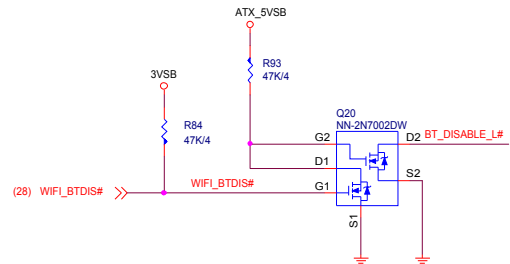 ATX_5VSB
R93
47K/4
3VSB
R84
47K/4
Q20
NN-2N7002DW
G2
D2
BT_DISABLE_L#
D1
S2
(28) WIFI_BTDIS#
WIFI_BTDIS#
G1
S1